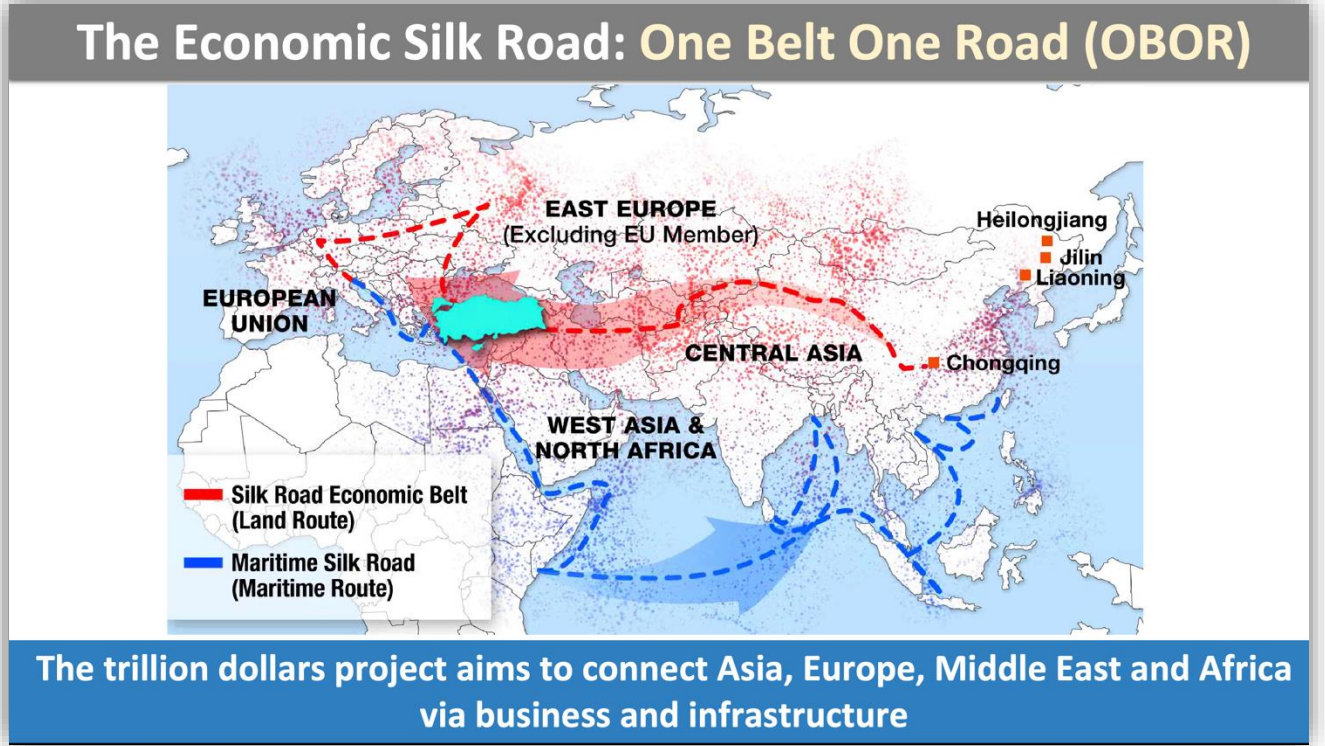 The Economic Silk Road: One Belt One Road (OBOR)
EAST EUROPE
(Excluding EU Member)
Heilongjiang
Jilin
Liaoning
EUROPEAN
UNION
CENTRAL ASIA
Chongqing
WEST ASIA &
NORTH AFRICA
Silk Road Economic Belt
(Land Route)
Maritime Silk Road
(Maritime Route)
The trillion dollars project aims to connect Asia, Europe, Middle East and Africa
via business and infrastructure